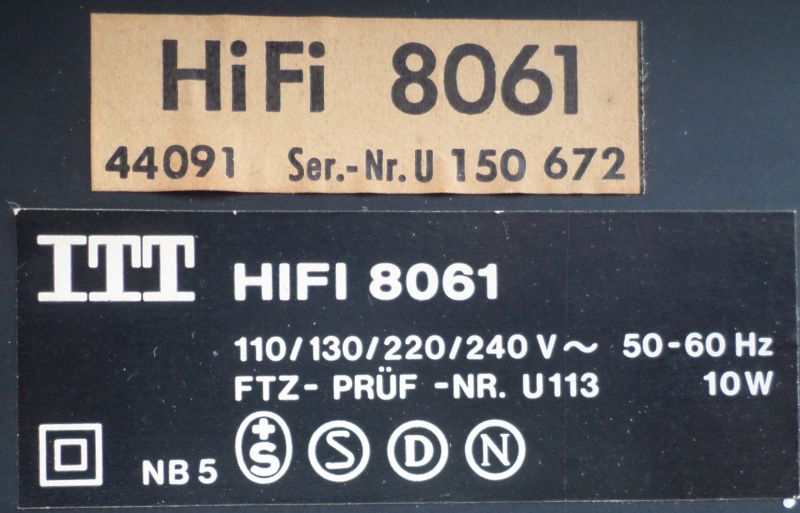 HiFi 8061
44091 Ser.-Nr. U 150 672
ITT HIFI 8061
110/130/220/240 V ~ 50-60 Hz
FTZ- PRÜF -NR. U113 10W
NB 5 +S S D N